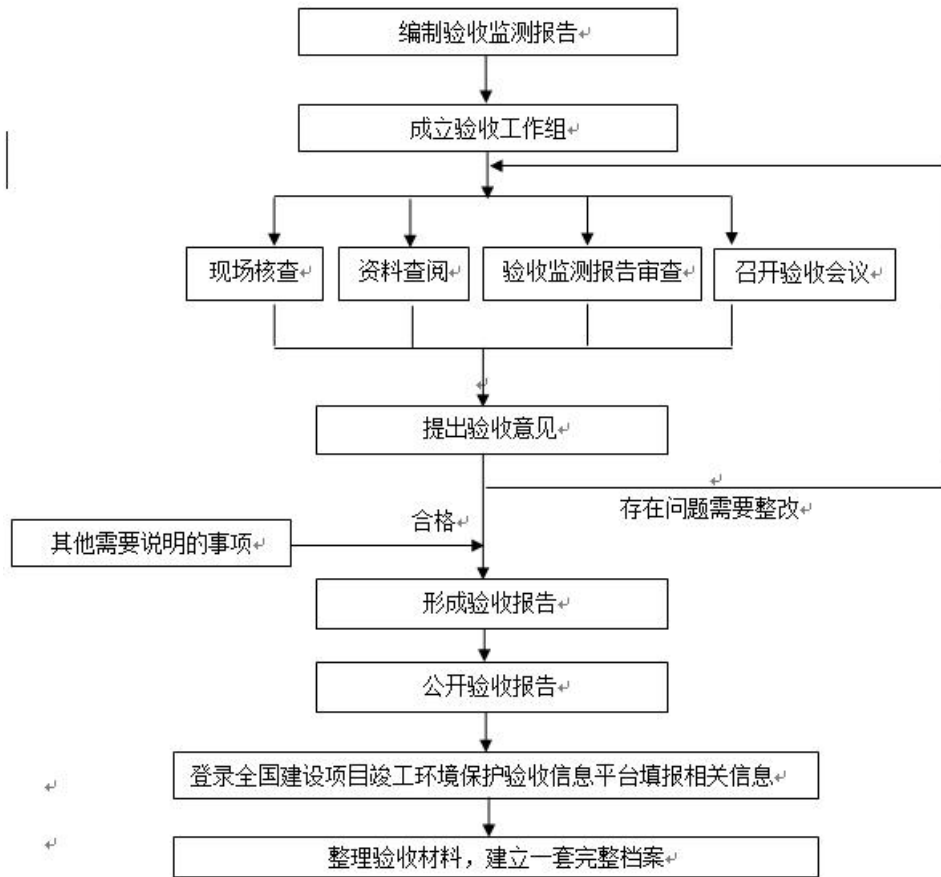 编制验收监测报告
成立验收工作组
现场核查
资料查阅
验收监测报告审查
召开验收会议
提出验收意见
存在问题需要整改
合格
其他需要说明的事项
形成验收报告
公开验收报告
登录全国建设项目竣工环境保护验收信息平台填报相关信息
整理验收材料，建立一套完整档案